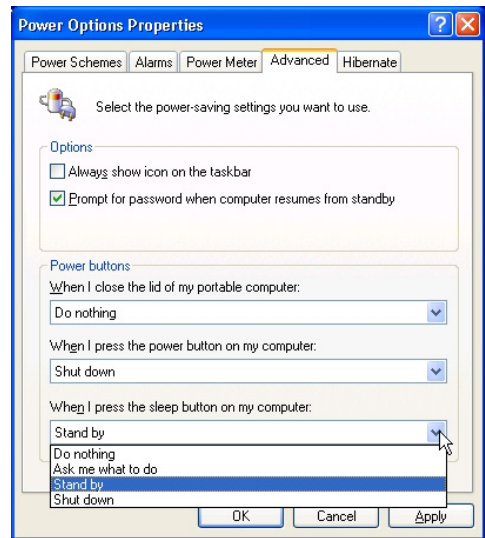 Power Options Properties
Power Schemes Alarms Power Meter Advanced Hibernate
Select the power-saving settings you want to use.
Options
Always show icon on the taskbar
Prompt for password when computer resumes from standby
Power buttons
When I close the lid of my portable computer:
Do nothing
When I press the power button on my computer:
Shut down
When I press the sleep button on my computer:
Stand by
Do nothing
Ask me what to do
Stand by
Shut down
OK Cancel Apply